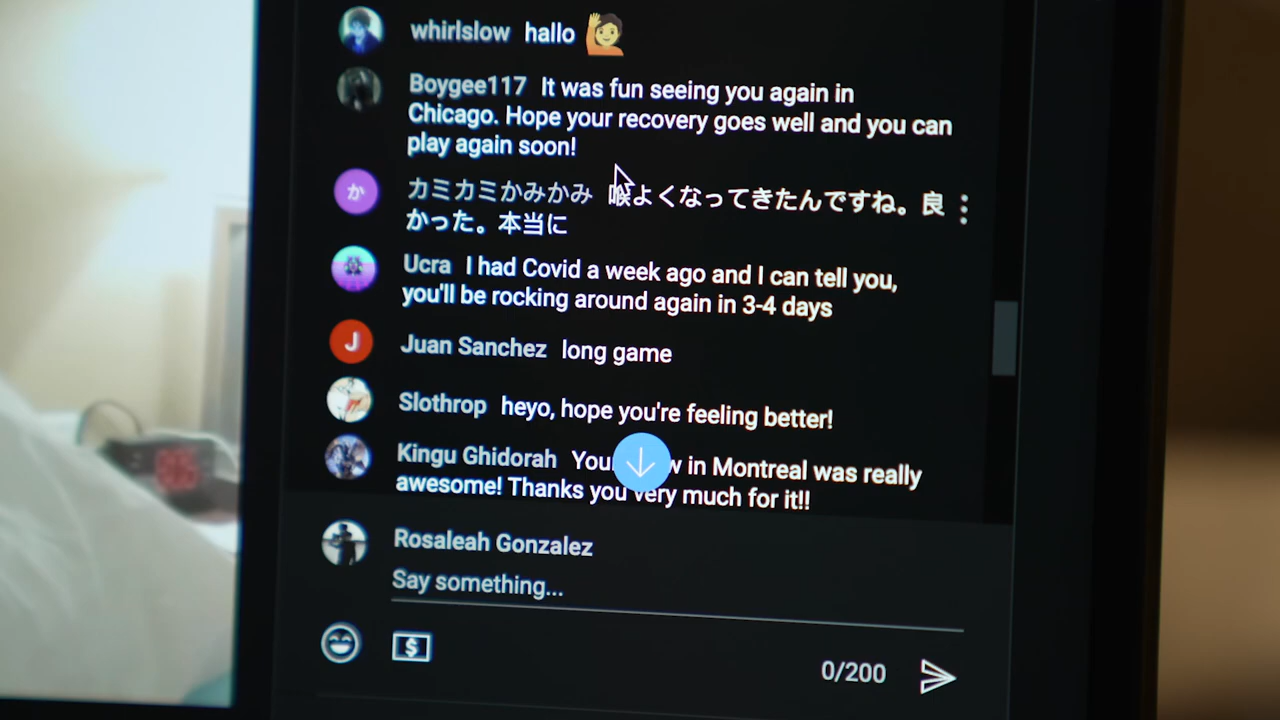 whirlslow hallo
Boygee117 It was fun seeing you again in
Chicago. Hope your recovery goes well and you can
play again soon!
か カミカミかみかみ 喉よくなってきたんですね。良
かった。本当に
Ucra I had Covid a week ago and I can tell you,
you'll be rocking around again in 3-4 days
J Juan Sanchez long game
Slothrop heyo, hope you're feeling better!
Kingu Ghidorah in Montreal was really
awesome! Thanks you very much for it!!
Rosaleah Gonzalez
Say something...
$
0/200